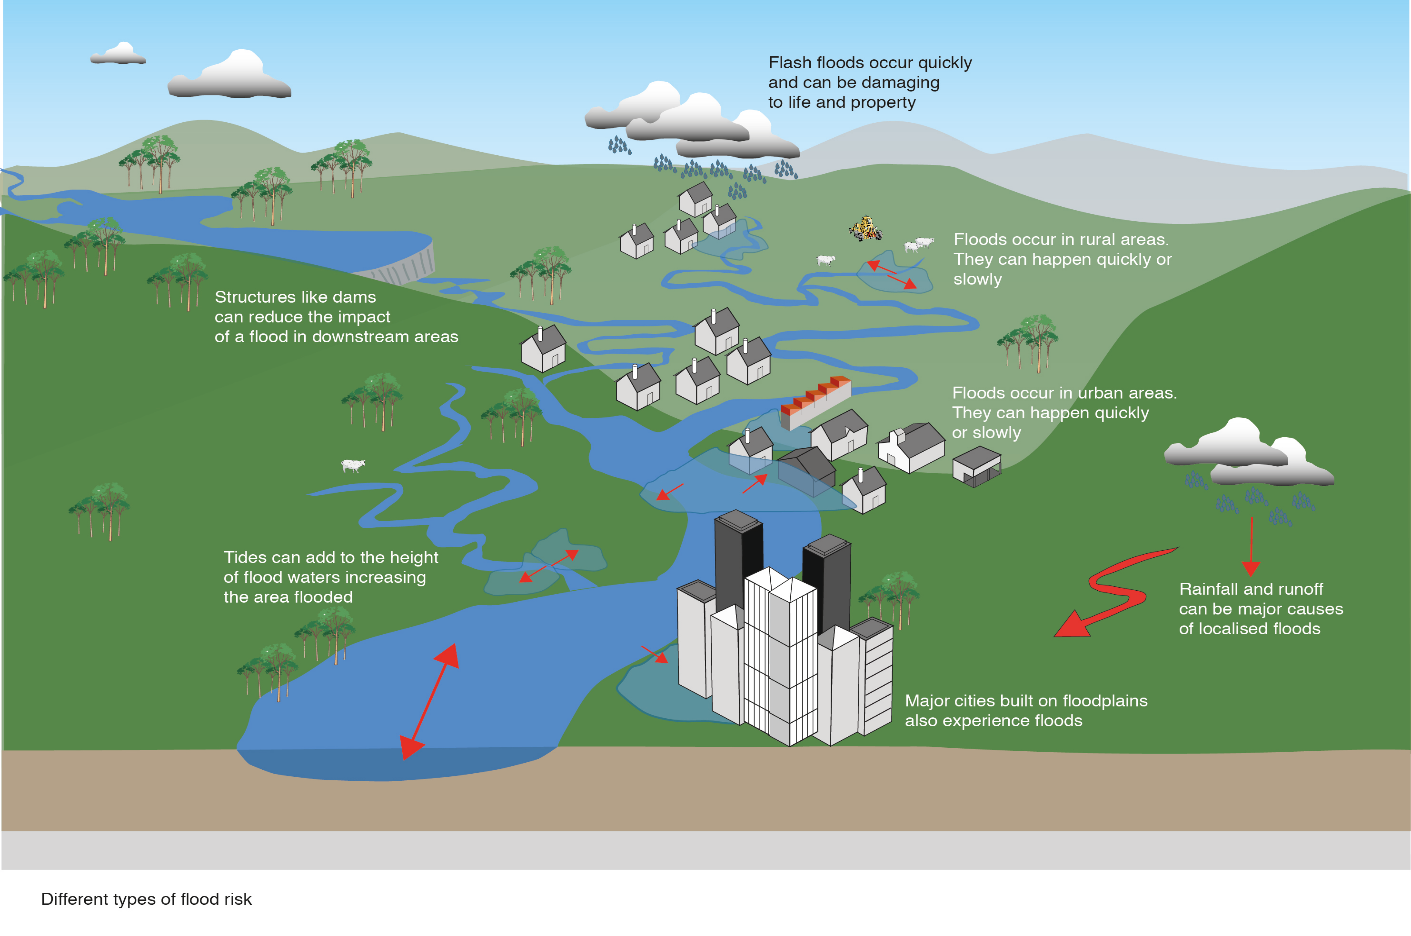 Flash floods occur quickly
and can be damaging
to life and property
Floods occur in rural areas.
They can happen quickly or
slowly
Structures like dams
can reduce the impact
of a flood in downstream areas
Floods occur in urban areas.
They can happen quickly
or slowly
Tides can add to the height
of flood waters increasing
the area flooded
Rainfall and runoff
can be major causes
of localised floods
Major cities built on floodplains
also experience floods
Different types of flood risk